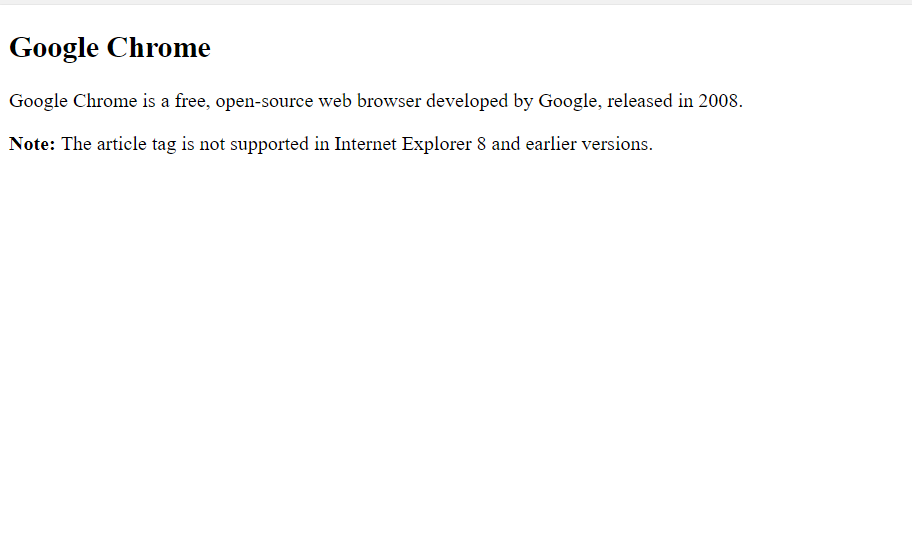 Google Chrome
Google Chrome is a free, open-source web browser developed by Google, released in 2008.
Note: The article tag is not supported in Internet Explorer 8 and earlier versions.